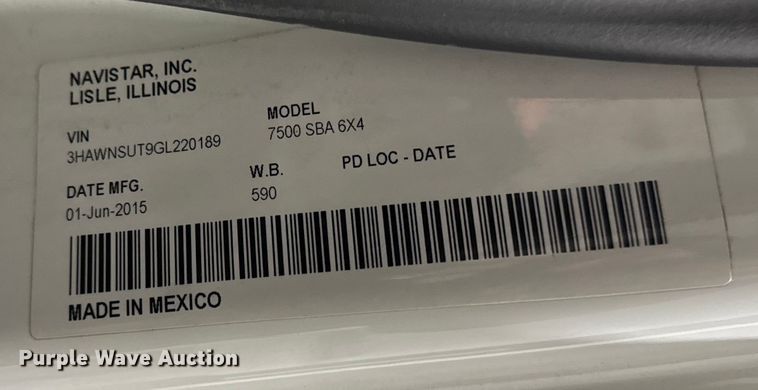 NAVISTAR, INC.
LISLE, ILLINOIS
VIN
3HAWNSUT9GL220189
MODEL
7500 SBA 6X4
DATE MFG.
01-Jun-2015
W.B.
590
PD LOC - DATE
MADE IN MEXICO
Purple Wave Auction